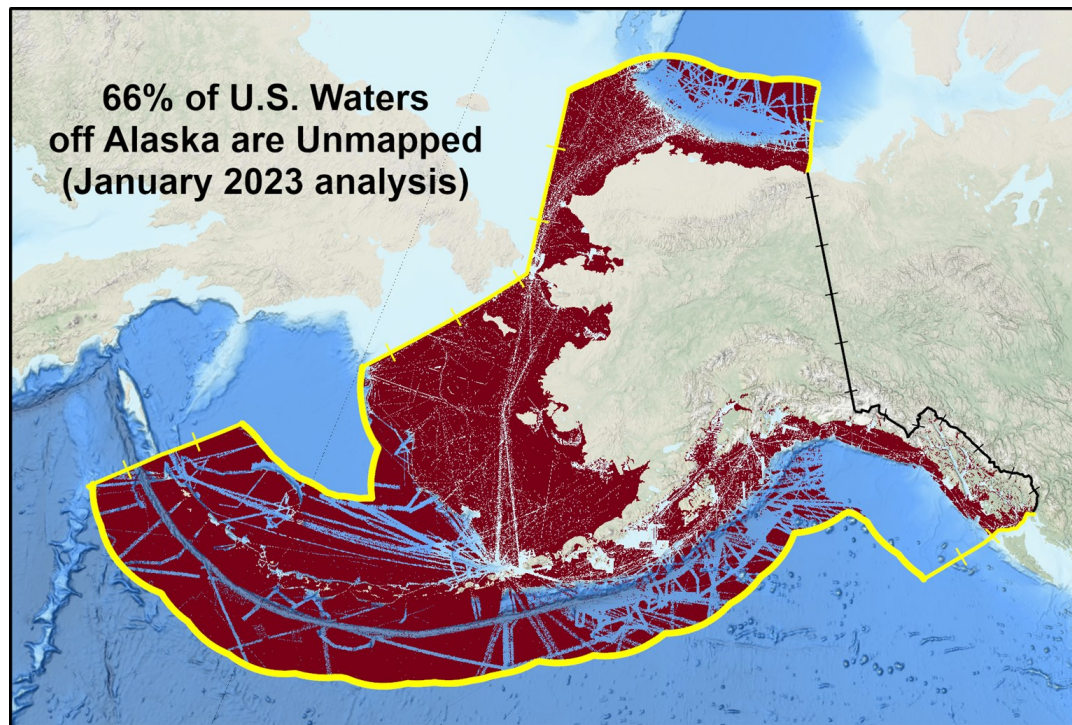 66% of U.S. Waters
off Alaska are Unmapped
(January 2023 analysis)